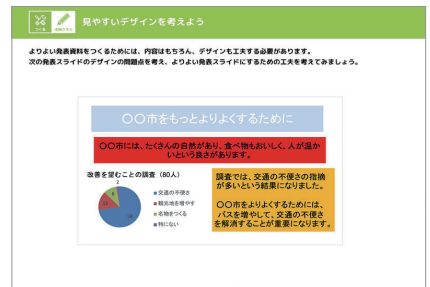 見やすいデザインを考えよう
よりよい発表資料をつくるためには、内容はもちろん、デザインも工夫する必要があります。
次の発表スライドのデザインの問題点を考え、よりよい発表スライドにするための工夫を考えてみましょう。
〇〇市をもっとよりよくするために
〇〇市には、たくさんの自然があり、食べ物もおいしく、人が温か
いという良さがあります。
改善を望むことの調査（80人）
2
■交通の不便さ
■観光地を増やす
■名物をつくる
■特にない
調査では、交通の不便さの指摘
が多いという結果になりました。
〇〇市をよりよくするためには、
バスを増やして、交通の不便さ
を解消することが重要になります。